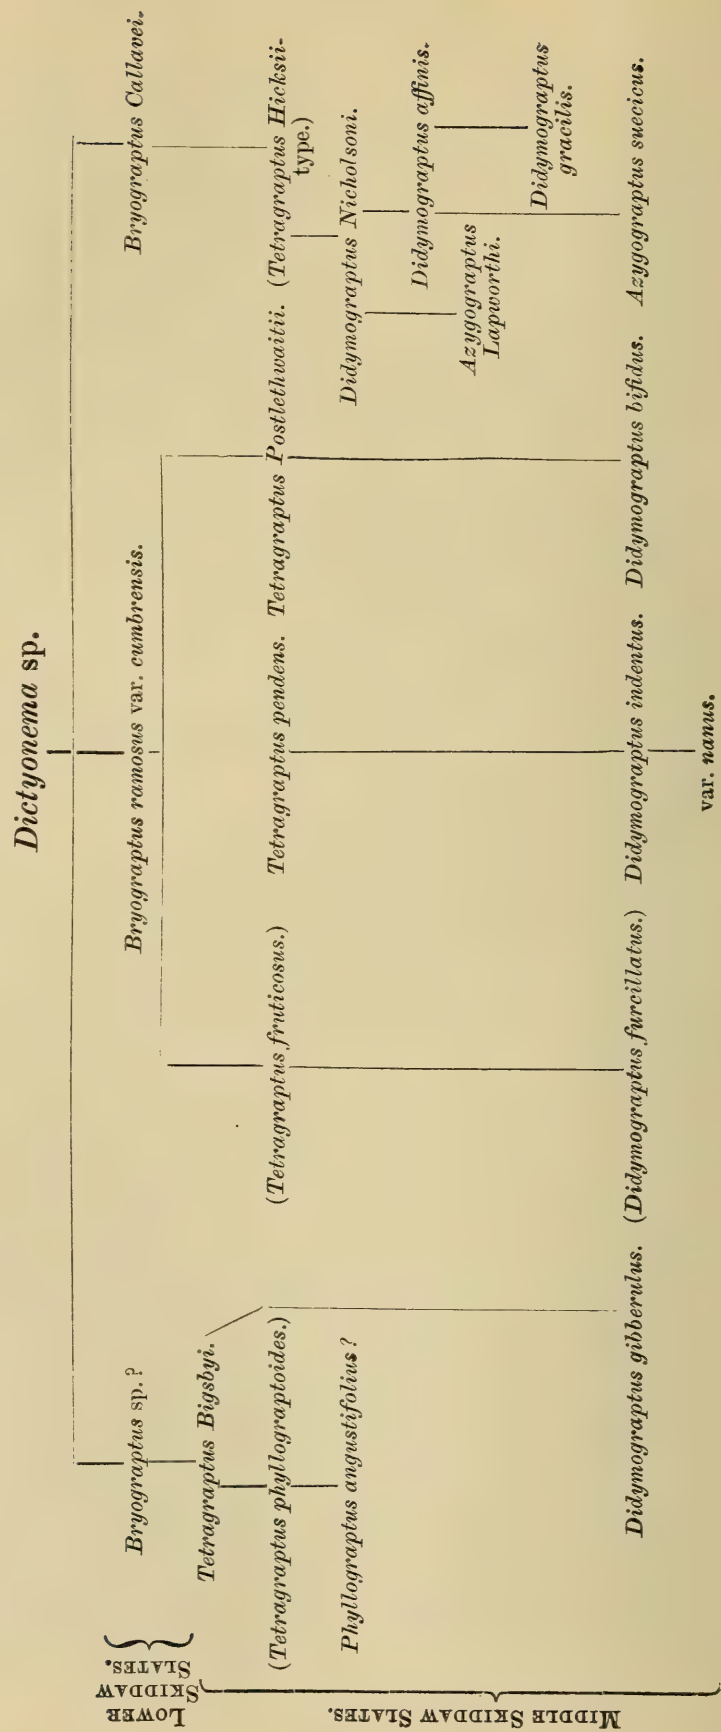 Dictyonema sp.
LOWER
SKIDDAW
SLATES.
Bryograptus sp.?
Bryograptus ramosus var. cumbrensis.
Bryograptus Callavei.
MIDDLE SKIDDAW SLATES.
Tetragraptus Bigsbyi.
(Tetragraptus phyllograptoides.)
(Tetragraptus fruticosus.)
Tetragraptus pendens.
Tetragraptus Postlethwaitii.
(Tetragraptus Hicksii-
type.)
Phyllograptus angustifolius?
Didymograptus Nicholsoni.
Didymograptus affinis.
Azygograptus
Lapworthi.
Didymograptus
gracilis.
Didymograptus gibberulus.
(Didymograptus furcillatus.)
Didymograptus indentus.
Didymograptus bifidus.
Azygograptus suecicus.
var. nanus.